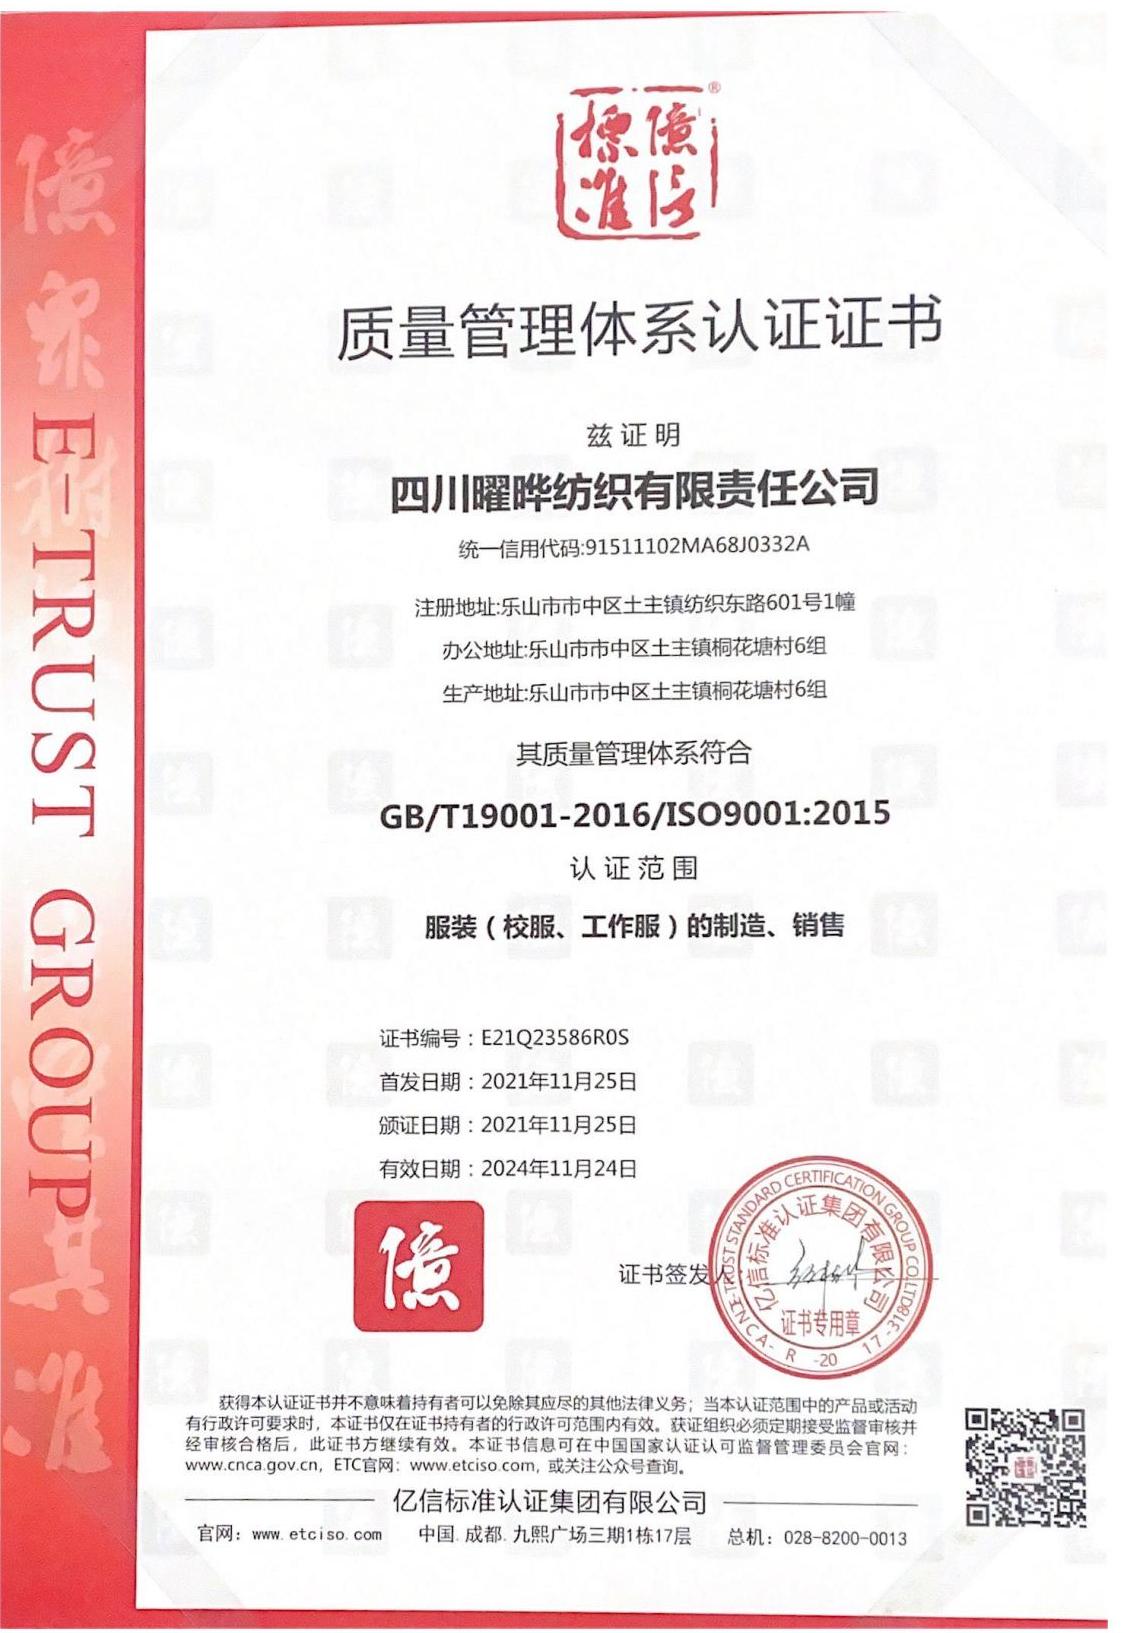 億信
標準
®
质量管理体系认证证书
兹证明
四川曜晔纺织有限责任公司
统一信用代码:91511102MA68J0332A
注册地址:乐山市市中区土主镇纺织东路601号1幢
办公地址:乐山市市中区土主镇桐花塘村6组
生产地址:乐山市市中区土主镇桐花塘村6组
其质量管理体系符合
GB/T19001-2016/ISO9001:2015
认证范围
服装（校服、工作服）的制造、销售
证书编号：E21Q23586R0S
首发日期：2021年11月25日
颁证日期：2021年11月25日
有效日期：2024年11月24日
億
证书签发人:
E-TRUST STANDARD CERTIFICATION GROUP CO.LTD
亿信标准认证集团有限公司
证书专用章
CNCA-R-2017-318
获得本认证证书并不意味着持有者可以免除其应尽的其他法律义务；当本认证范围中的产品或活动
有行政许可要求时，本证书仅在证书持有者的行政许可范围内有效。获证组织必须定期接受监督审核并
经审核合格后，此证书方继续有效。本证书信息可在中国国家认证认可监督管理委员会官网：
www.cnca.gov.cn，ETC官网：www.etciso.com，或关注公众号查询。
亿信标准认证集团有限公司
官网：www.etciso.com 中国.成都.九熙广场三期1栋17层 总机：028-8200-0013
E-TRUST GROUP